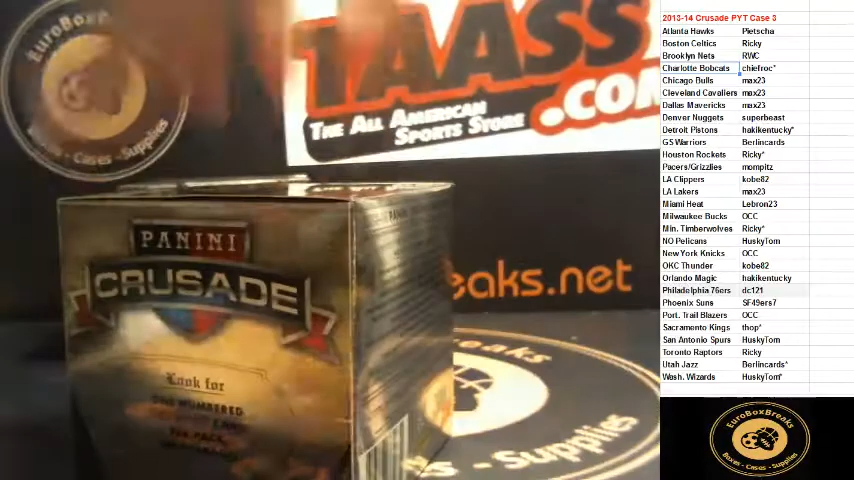 EuroBoxBreaks
Boxes - Cases - Supplies
TAASS
.COM
THE ALL AMERICAN
SPORTS STORE
PANINI
CRUSADE
Look for
ONE NUMBERED
PER PACK,
eaks.net
Breaks
s - Supplies
2013-14 Crusade PYT Case 3
Atlanta Hawks Pietscha
Boston Celtics Ricky
Brooklyn Nets RWC
Charlotte Bobcats chiefroc*
Chicago Bulls max23
Cleveland Cavaliers max23
Dallas Mavericks max23
Denver Nuggets superbeast
Detroit Pistons hakikentucky*
GS Warriors Berlincards
Houston Rockets Ricky*
Pacers/Grizzlies mompitz
LA Clippers kobe82
LA Lakers max23
Miami Heat Lebron23
Milwaukee Bucks OCC
Min. Timberwolves Ricky*
NO Pelicans HuskyTom
New York Knicks OCC
OKC Thunder kobe82
Orlando Magic hakikentucky
Philadelphia 76ers dc121
Phoenix Suns SF49ers7
Port. Trail Blazers OCC
Sacramento Kings thop*
San Antonio Spurs HuskyTom
Toronto Raptors Ricky
Utah Jazz Berlincards*
Wash. Wizards HuskyTom*
EuroBoxBreaks
Boxes - Cases - Supplies